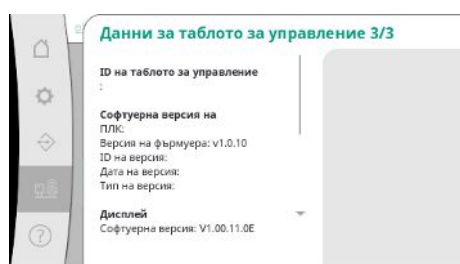 Данни за таблото за управление 3/3
ID на таблото за управление
:
Софтуерна версия на
ПЛК:
Версия на фърмуера: v1.0.10
ID на версия:
Дата на версия:
Тип на версия:
Дисплей
Софтуерна версия: V1.00.11.0E